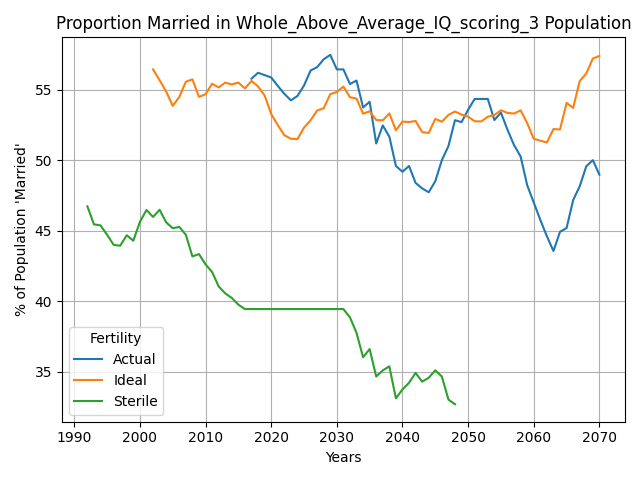 Proportion Married in Whole_Above_Average_IQ_scoring_3 Population
% of Population 'Married'
55
50
45
40
35
Fertility
Actual
Ideal
Sterile
1990 2000 2010 2020 2030 2040 2050 2060 2070
Years